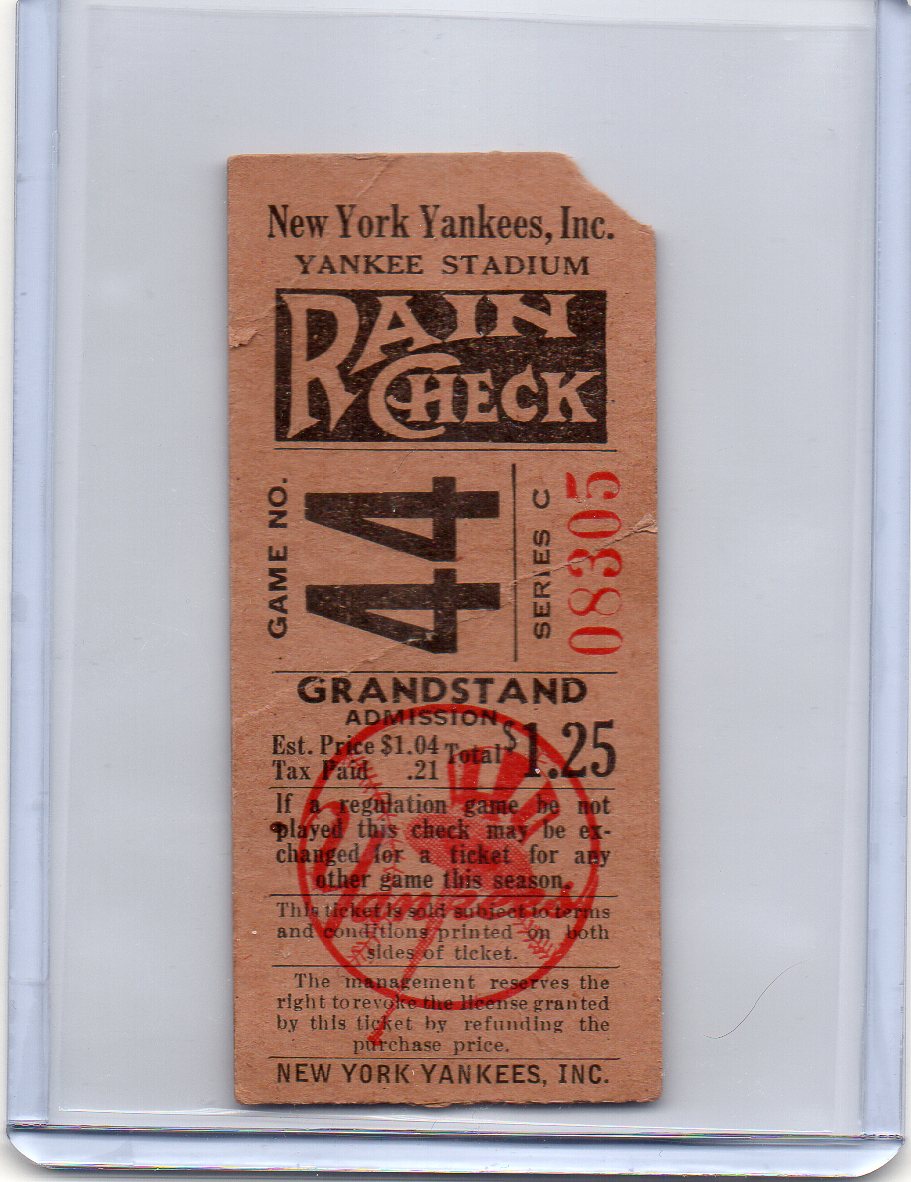 New York Yankees, Inc.
YANKEE STADIUM
RAIN
CHECK
GAME NO.
44
SERIES C
08305
GRANDSTAND
ADMISSION
Est. Price $1.04 Total $1.25
Tax Paid .21
If a regulation game be not
played this check may be ex-
changed for a ticket for any
other game this season.
This ticket is sold subject to terms
and conditions printed on both
sides of ticket.
The management reserves the
right to revoke the license granted
by this ticket by refunding the
purchase price.
NEW YORK YANKEES, INC.
Yankees